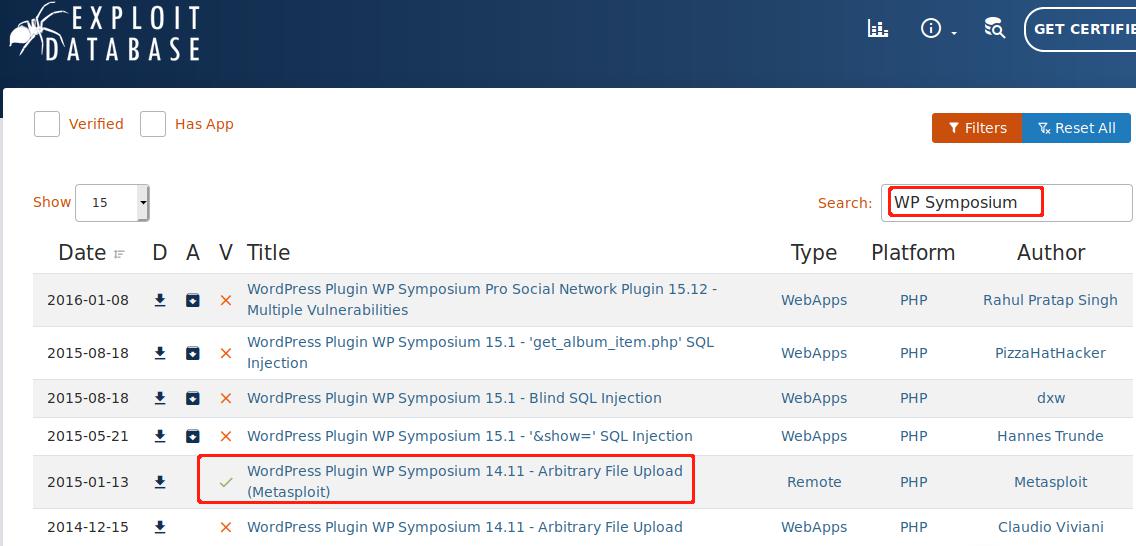 EXPLOIT
DATABASE
GET CERTIFIE
Verified
Has App
Filters
Reset All
Show 15
Search: WP Symposium
Date D A V Title Type Platform Author
2016-01-08 WordPress Plugin WP Symposium Pro Social Network Plugin 15.12 - WebApps PHP Rahul Pratap Singh
Multiple Vulnerabilities
2015-08-18 WordPress Plugin WP Symposium 15.1 - 'get_album_item.php' SQL WebApps PHP PizzaHatHacker
Injection
2015-08-18 WordPress Plugin WP Symposium 15.1 - Blind SQL Injection WebApps PHP dxw
2015-05-21 WordPress Plugin WP Symposium 15.1 - '&show=' SQL Injection WebApps PHP Hannes Trunde
2015-01-13 WordPress Plugin WP Symposium 14.11 - Arbitrary File Upload Remote PHP Metasploit
(Metasploit)
2014-12-15 WordPress Plugin WP Symposium 14.11 - Arbitrary File Upload WebApps PHP Claudio Viviani